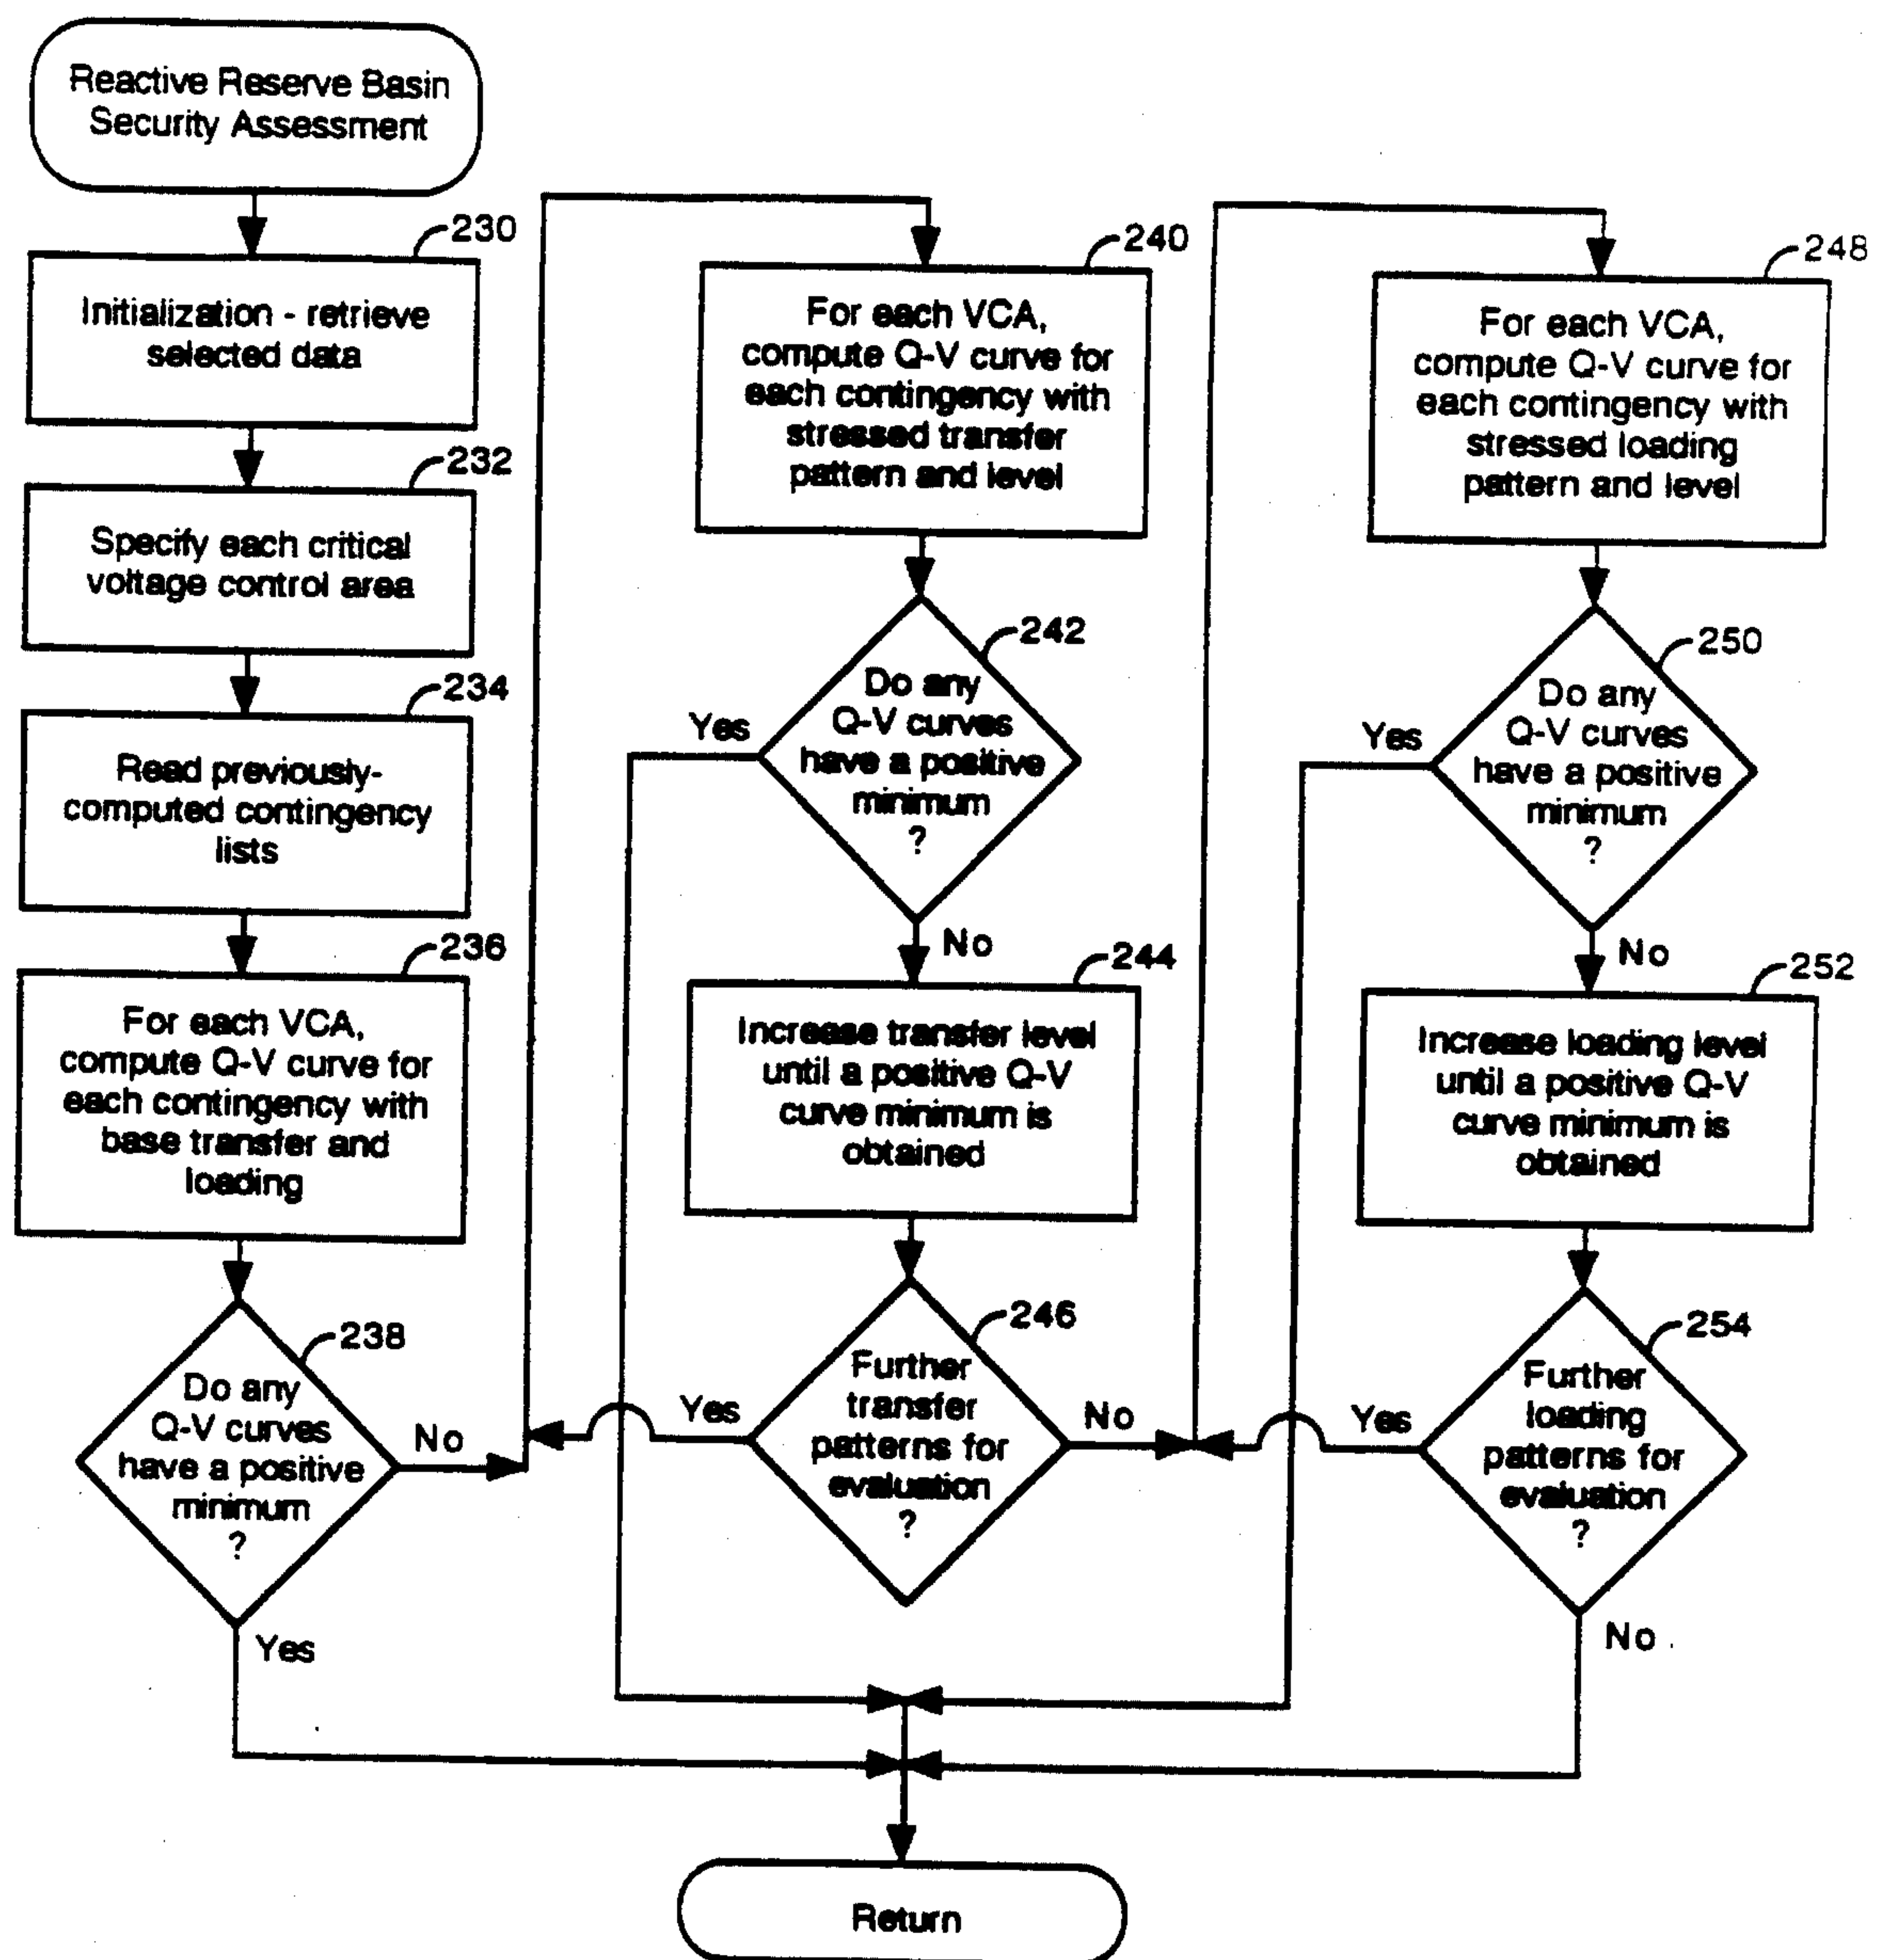 Reactive Reserve Basin
Security Assessment
230
Initialization - retrieve
selected data
232
Specify each critical
voltage control area
234
Read previously-
computed contingency
lists
236
For each VCA,
compute Q-V curve for
each contingency with
base transfer and
loading
238
Do any
Q-V curves
have a positive
minimum
?
No
Yes
240
For each VCA,
compute Q-V curve for
each contingency with
stressed transfer
pattern and level
242
Do any
Q-V curves
have a positive
minimum
?
Yes
No
244
Increase transfer level
until a positive Q-V
curve minimum is
obtained
246
Further
transfer
patterns for
evaluation
?
Yes
No
248
For each VCA,
compute Q-V curve for
each contingency with
stressed loading
pattern and level
250
Do any
Q-V curves
have a positive
minimum
?
Yes
No
252
Increase loading level
until a positive Q-V
curve minimum is
obtained
254
Further
loading
patterns for
evaluation
?
Yes
No
Return